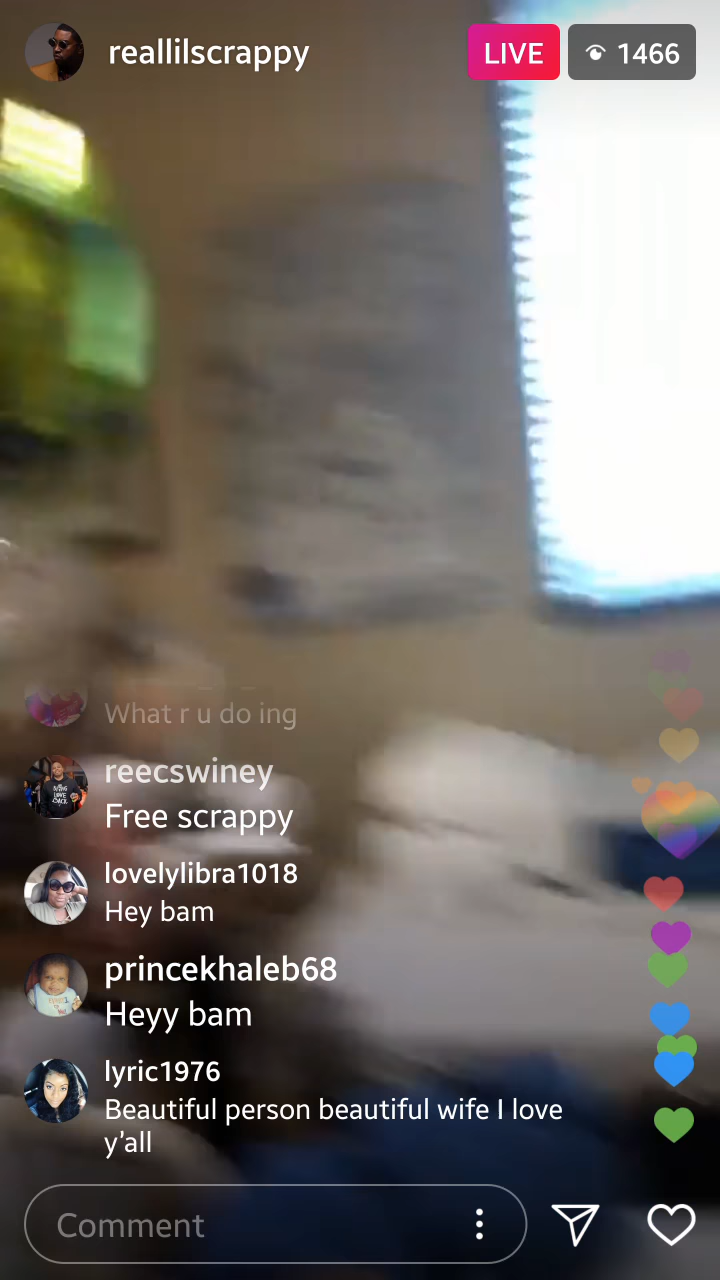 reallilscrappy
LIVE
1466
What r u do ing
reecswiney
Free scrappy
lovelylibra1018
Hey bam
princekhaleb68
Heyy bam
lyric1976
Beautiful person beautiful wife I love
y'all
Comment